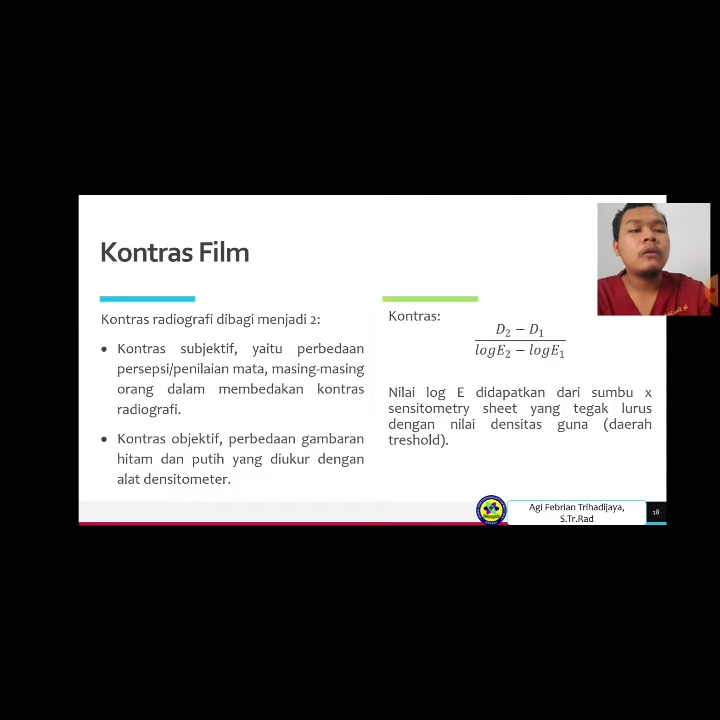 Kontras Film
Kontras radiografi dibagi menjadi 2:
• Kontras subjektif, yaitu perbedaan
persepsi/penilaian mata, masing-masing
orang dalam membedakan kontras
radiografi.
• Kontras objektif, perbedaan gambaran
hitam dan putih yang diukur dengan
alat densitometer.
Kontras:
D₂ − D₁
logE₂ − logE₁
Nilai log E didapatkan dari sumbu x
sensitometry sheet yang tegak lurus
dengan nilai densitas guna (daerah
treshold).
Agi Febrian Trihadijaya,
S.Tr.Rad
18